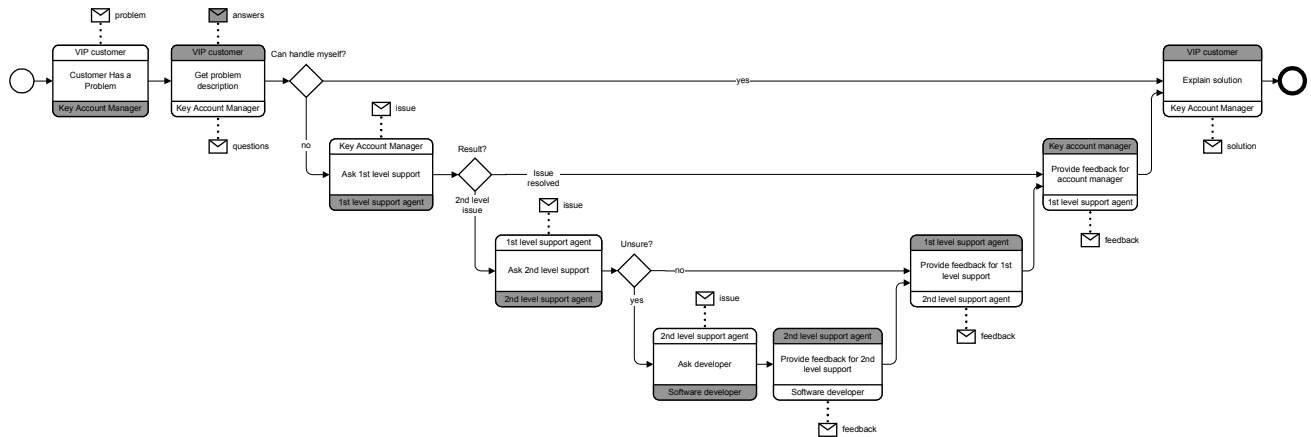 problem
answers
VIP customer
Customer Has a
Problem
Key Account Manager
VIP customer
Get problem
description
Key Account Manager
questions
Can handle myself?
yes
no
VIP customer
Explain solution
Key Account Manager
solution
issue
Key Account Manager
Ask 1st level support
1st level support agent
Result?
Issue
resolved
2nd level
issue
Key account manager
Provide feedback for
account manager
1st level support agent
feedback
issue
1st level support agent
Ask 2nd level support
2nd level support agent
Unsure?
no
yes
1st level support agent
Provide feedback for 1st
level support
2nd level support agent
feedback
issue
2nd level support agent
Ask developer
Software developer
2nd level support agent
Provide feedback for 2nd
level support
Software developer
feedback